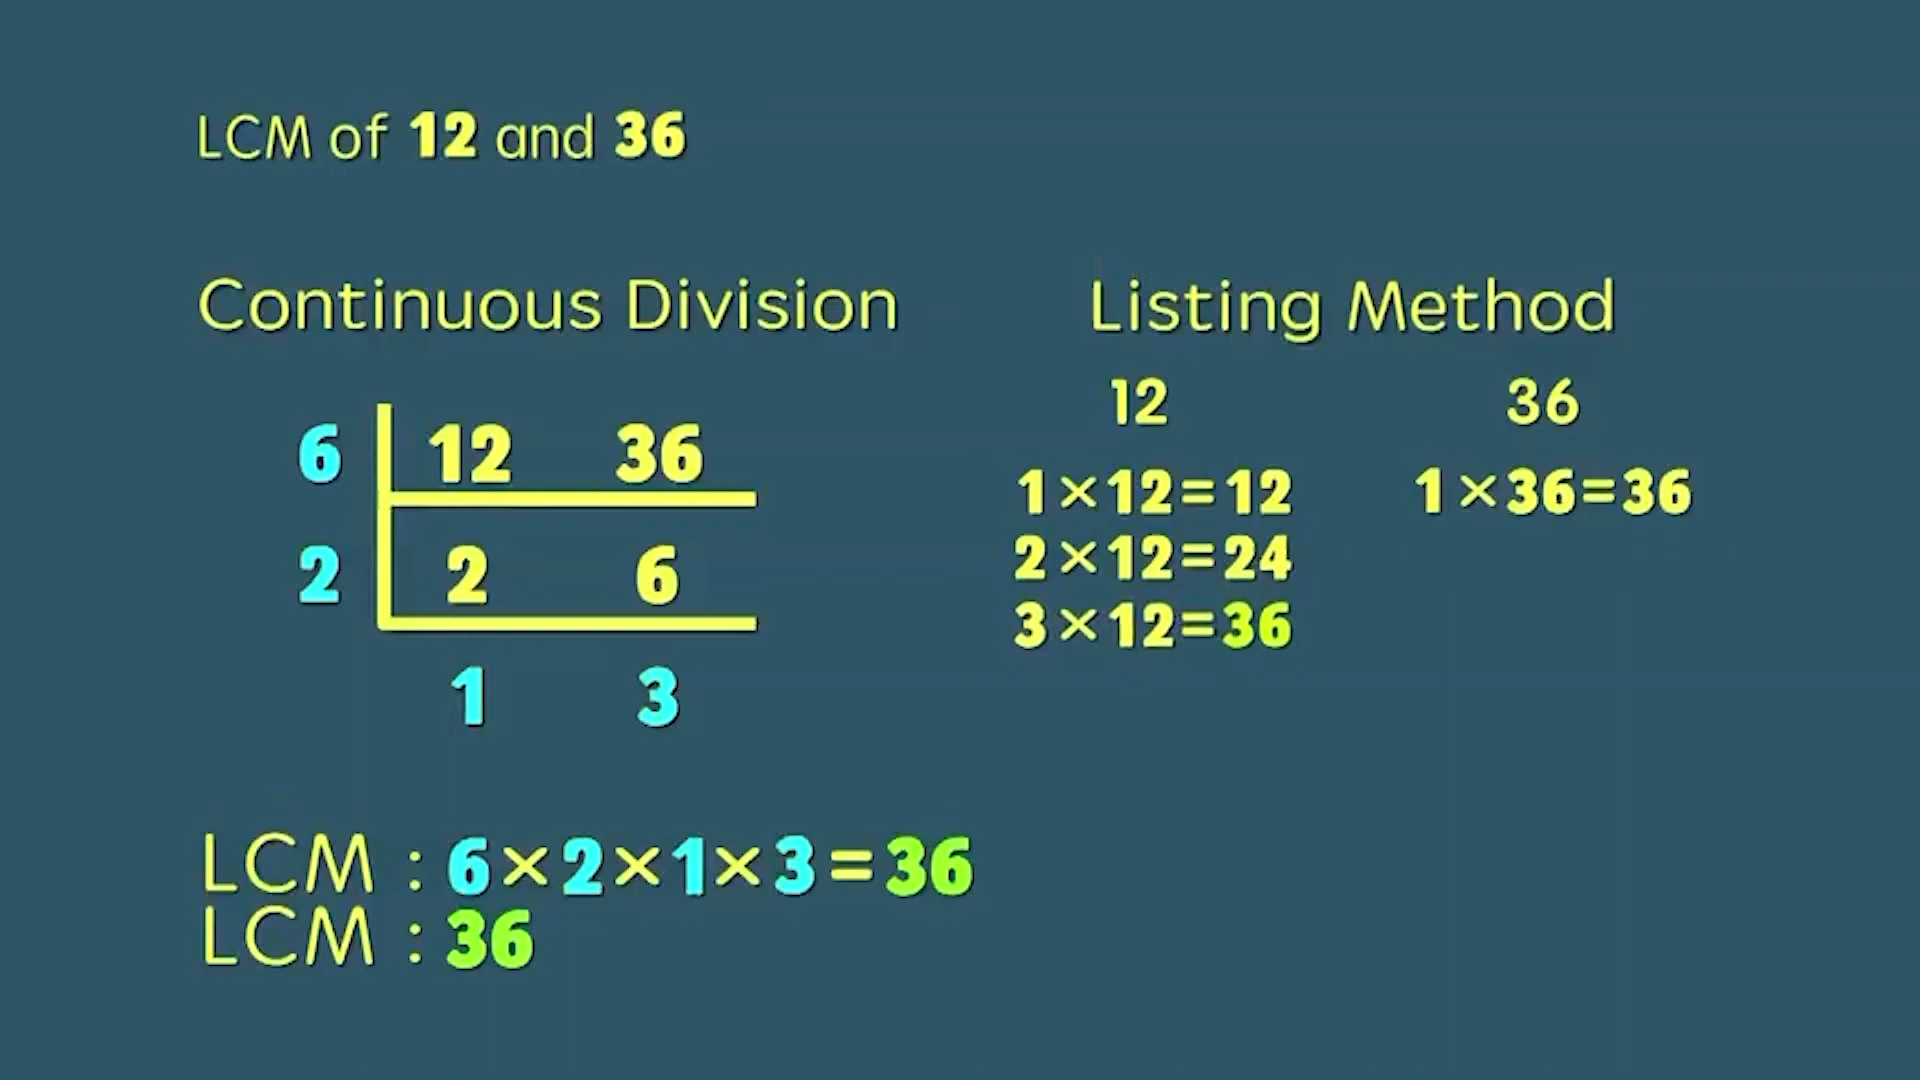 LCM of 12 and 36
Continuous Division
6 12 36
2 2 6
1 3
Listing Method
12 36
1×12=12 1×36=36
2×12=24
3×12=36
LCM : 6×2×1×3=36
LCM : 36